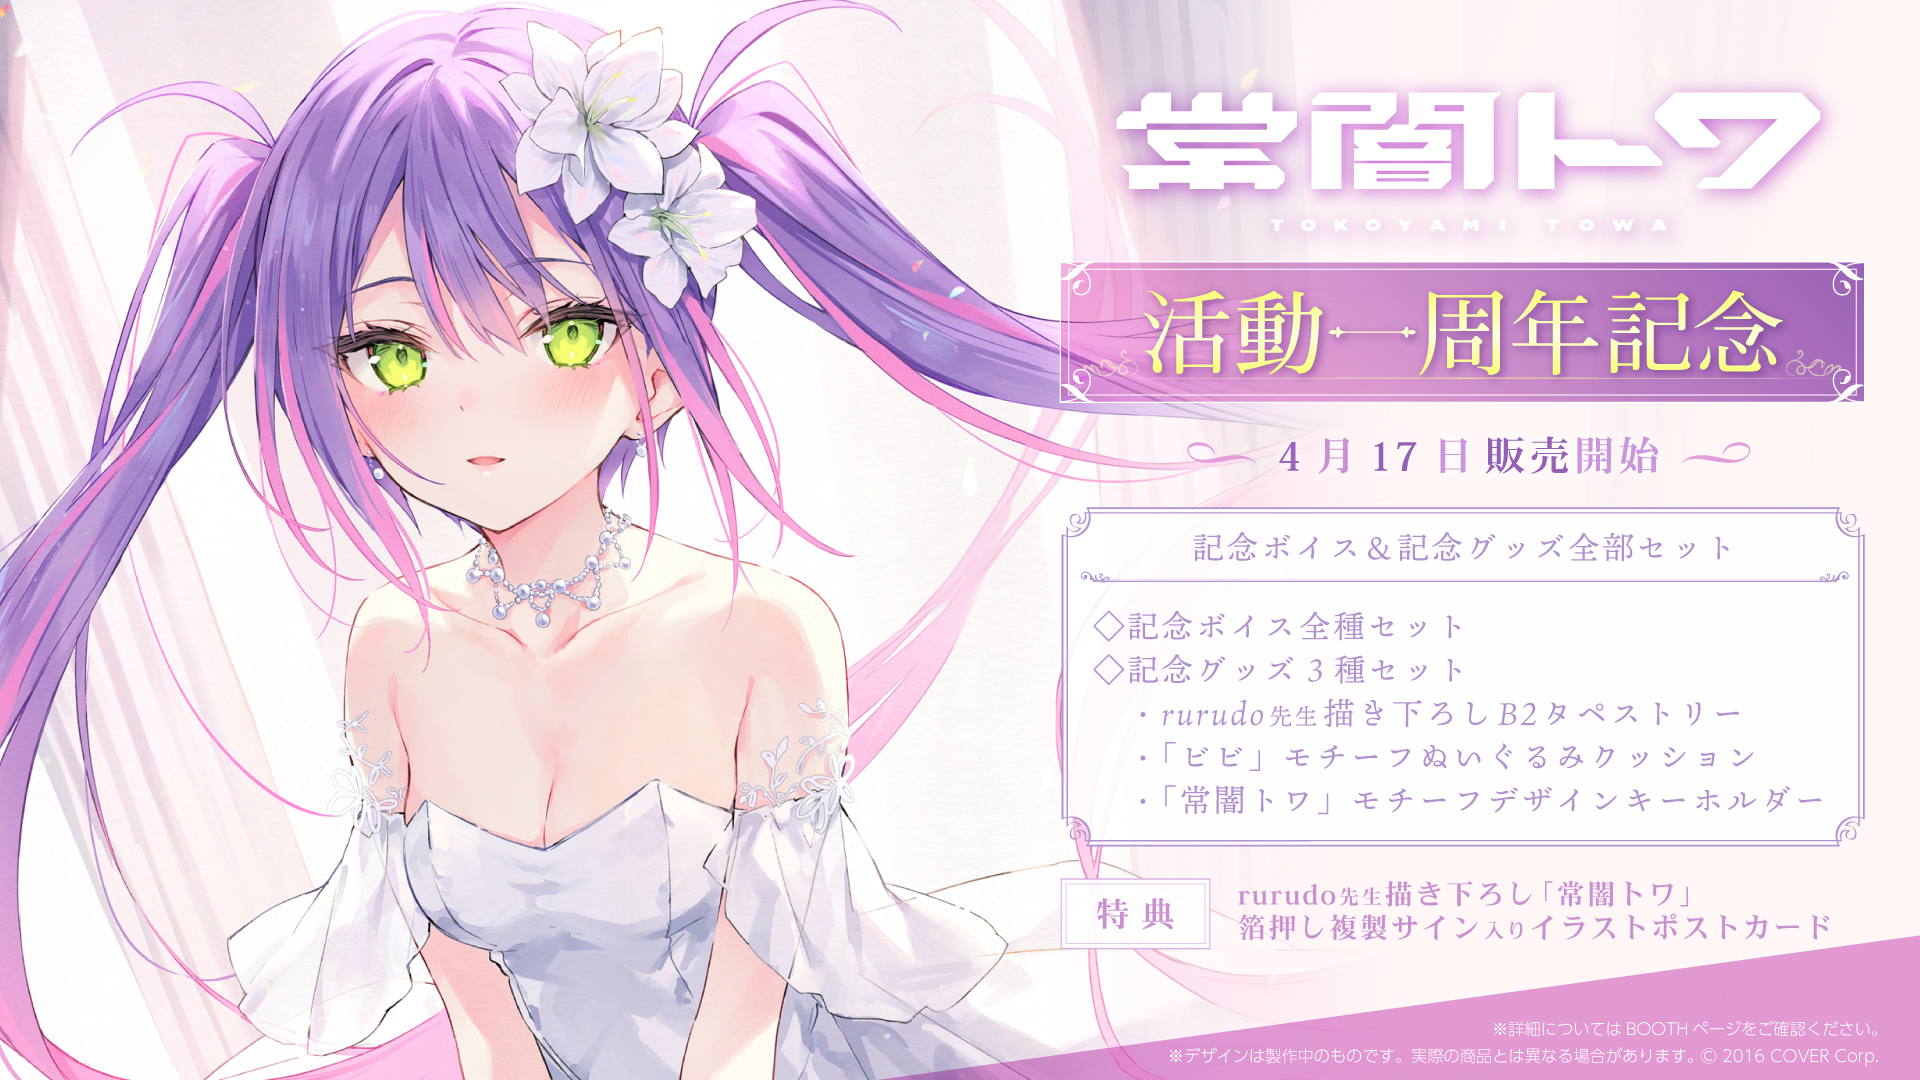 常闇トワ
TOKOYAMI TOWA
活動一周年記念
4月17日販売開始
記念ボイス＆記念グッズ全部セット
◇記念ボイス全種セット
◇記念グッズ3種セット
・rurudo先生描き下ろしB2タペストリー
・「ビビ」モチーフぬいぐるみクッション
・「常闇トワ」モチーフデザインキーホルダー
特典
rurudo先生描き下ろし「常闇トワ」
箔押し複製サイン入りイラストポストカード
※詳細についてはBOOTHページをご確認ください。
※デザインは製作中のものです。実際の商品とは異なる場合があります。© 2016 COVER Corp.